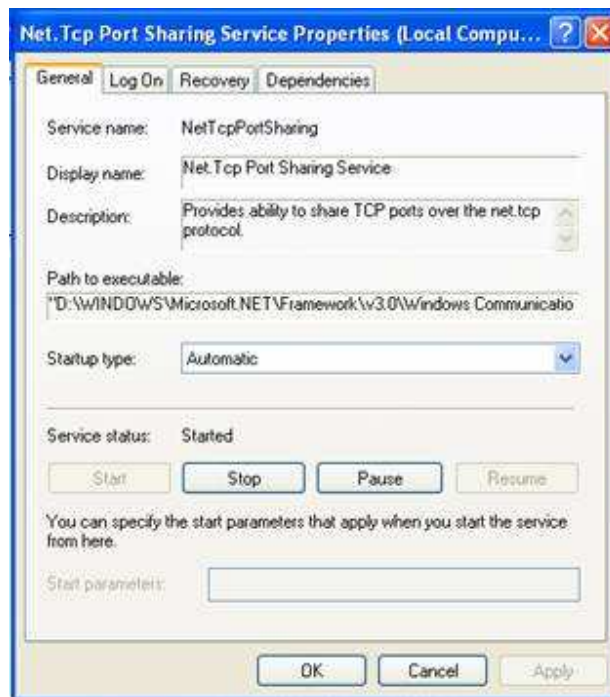 Net.Tcp Port Sharing Service Properties (Local Compu...
General Log On Recovery Dependencies
Service name: NetTcpPortSharing
Display name: Net.Tcp Port Sharing Service
Description: Provides ability to share TCP ports over the net.tcp
protocol.
Path to executable:
"D:\WINDOWS\Microsoft.NET\Framework\v3.0\Windows Communicatio
Startup type: Automatic
Service status: Started
Start Stop Pause Resume
You can specify the start parameters that apply when you start the service
from here.
Start parameters:
OK Cancel Apply